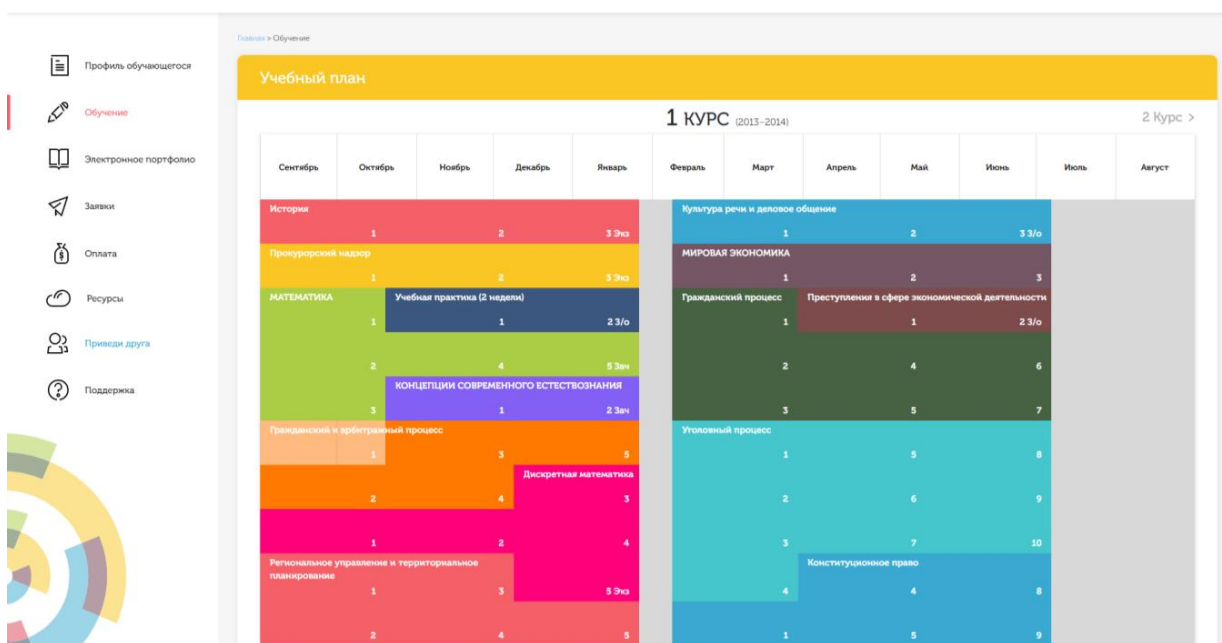 Главная > Обучение
Профиль обучающегося
Обучение
Электронное портфолио
Заявки
Оплата
Ресурсы
Приведи друга
Поддержка
Учебный план
1 КУРС (2013–2014)
2 Курс >
Сентябрь Октябрь Ноябрь Декабрь Январь Февраль Март Апрель Май Июнь Июль Август
История
1 2 3 Экз
Прокурорский надзор
1 2 3 Экз
МАТЕМАТИКА Учебная практика (2 недели)
1 1 2 З/о
2 4 5 Зач
КОНЦЕПЦИИ СОВРЕМЕННОГО ЕСТЕСТВОЗНАНИЯ
3 1 2 Зач
Гражданский и арбитражный процесс
1 3 5
Дискретная математика
2 4 3
1 2 4
Региональное управление и территориальное
планирование
1 3 5 Экз
2 4 5
Культура речи и деловое общение
1 2 3 З/о
МИРОВАЯ ЭКОНОМИКА
1 2 3
Гражданский процесс Преступления в сфере экономической деятельности
1 1 2 З/о
2 4 6
3 5 7
Уголовный процесс
1 5 8
2 6 9
3 7 10
Конституционное право
4 4 8
1 5 9